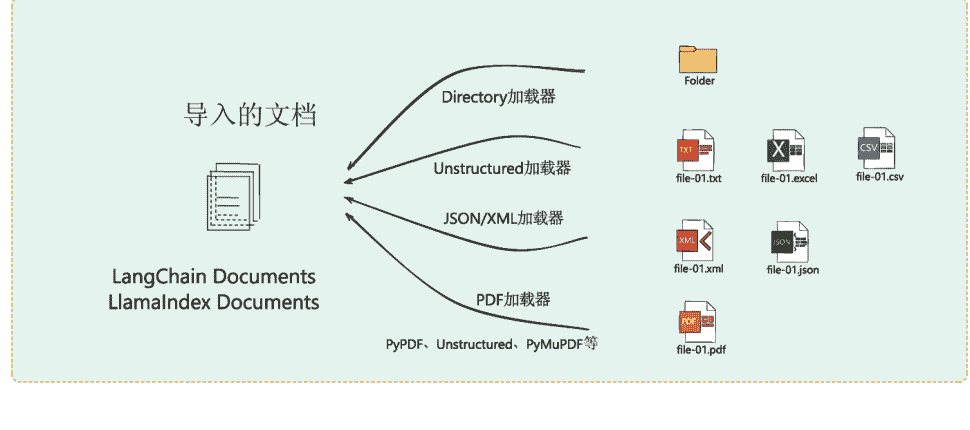 导入的文档
LangChain Documents
LlamaIndex Documents
Directory加载器
Folder
Unstructured加载器
TXT
file-01.txt
X
file-01.excel
CSV
file-01.csv
JSON/XML加载器
XML
file-01.xml
JSON
file-01.json
PDF加载器
PyPDF、Unstructured、PyMuPDF等
PDF
file-01.pdf